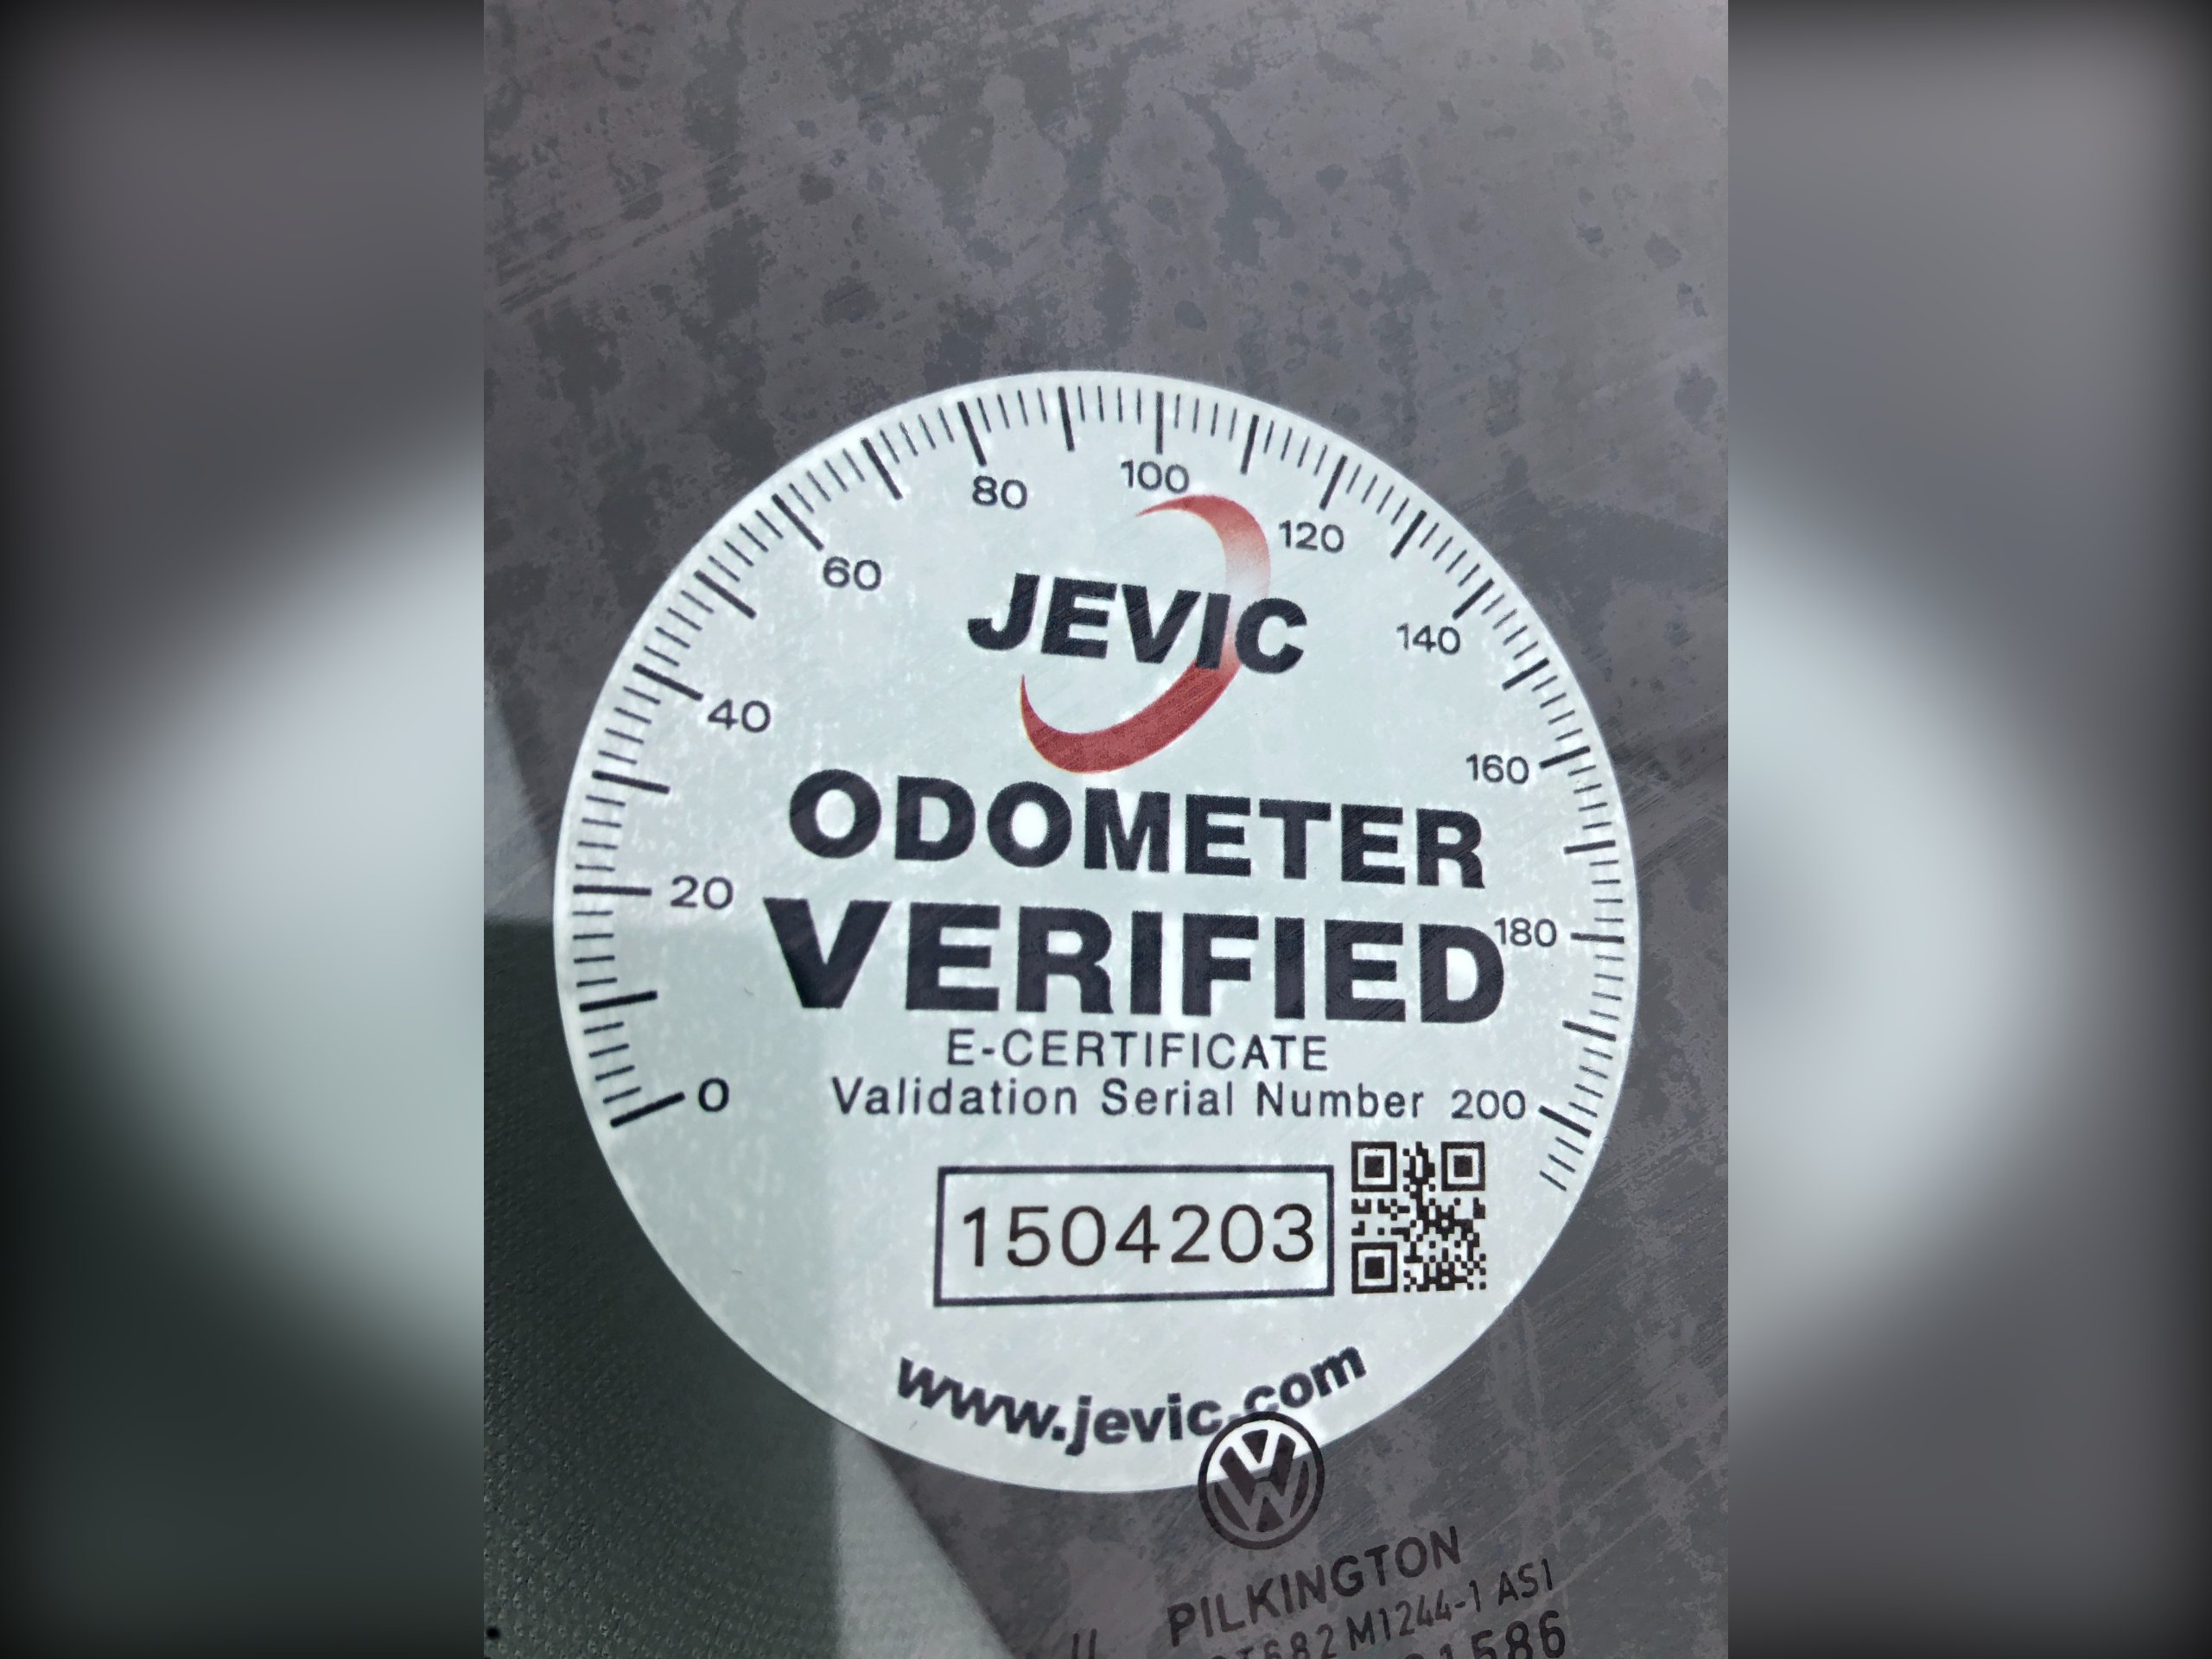 0
20
40
60
80
100
120
140
160
180
200
JEVIC
ODOMETER
VERIFIED
E-CERTIFICATE
Validation Serial Number
1504203
www.jevic.com
PILKINGTON
M1244-1 AS1